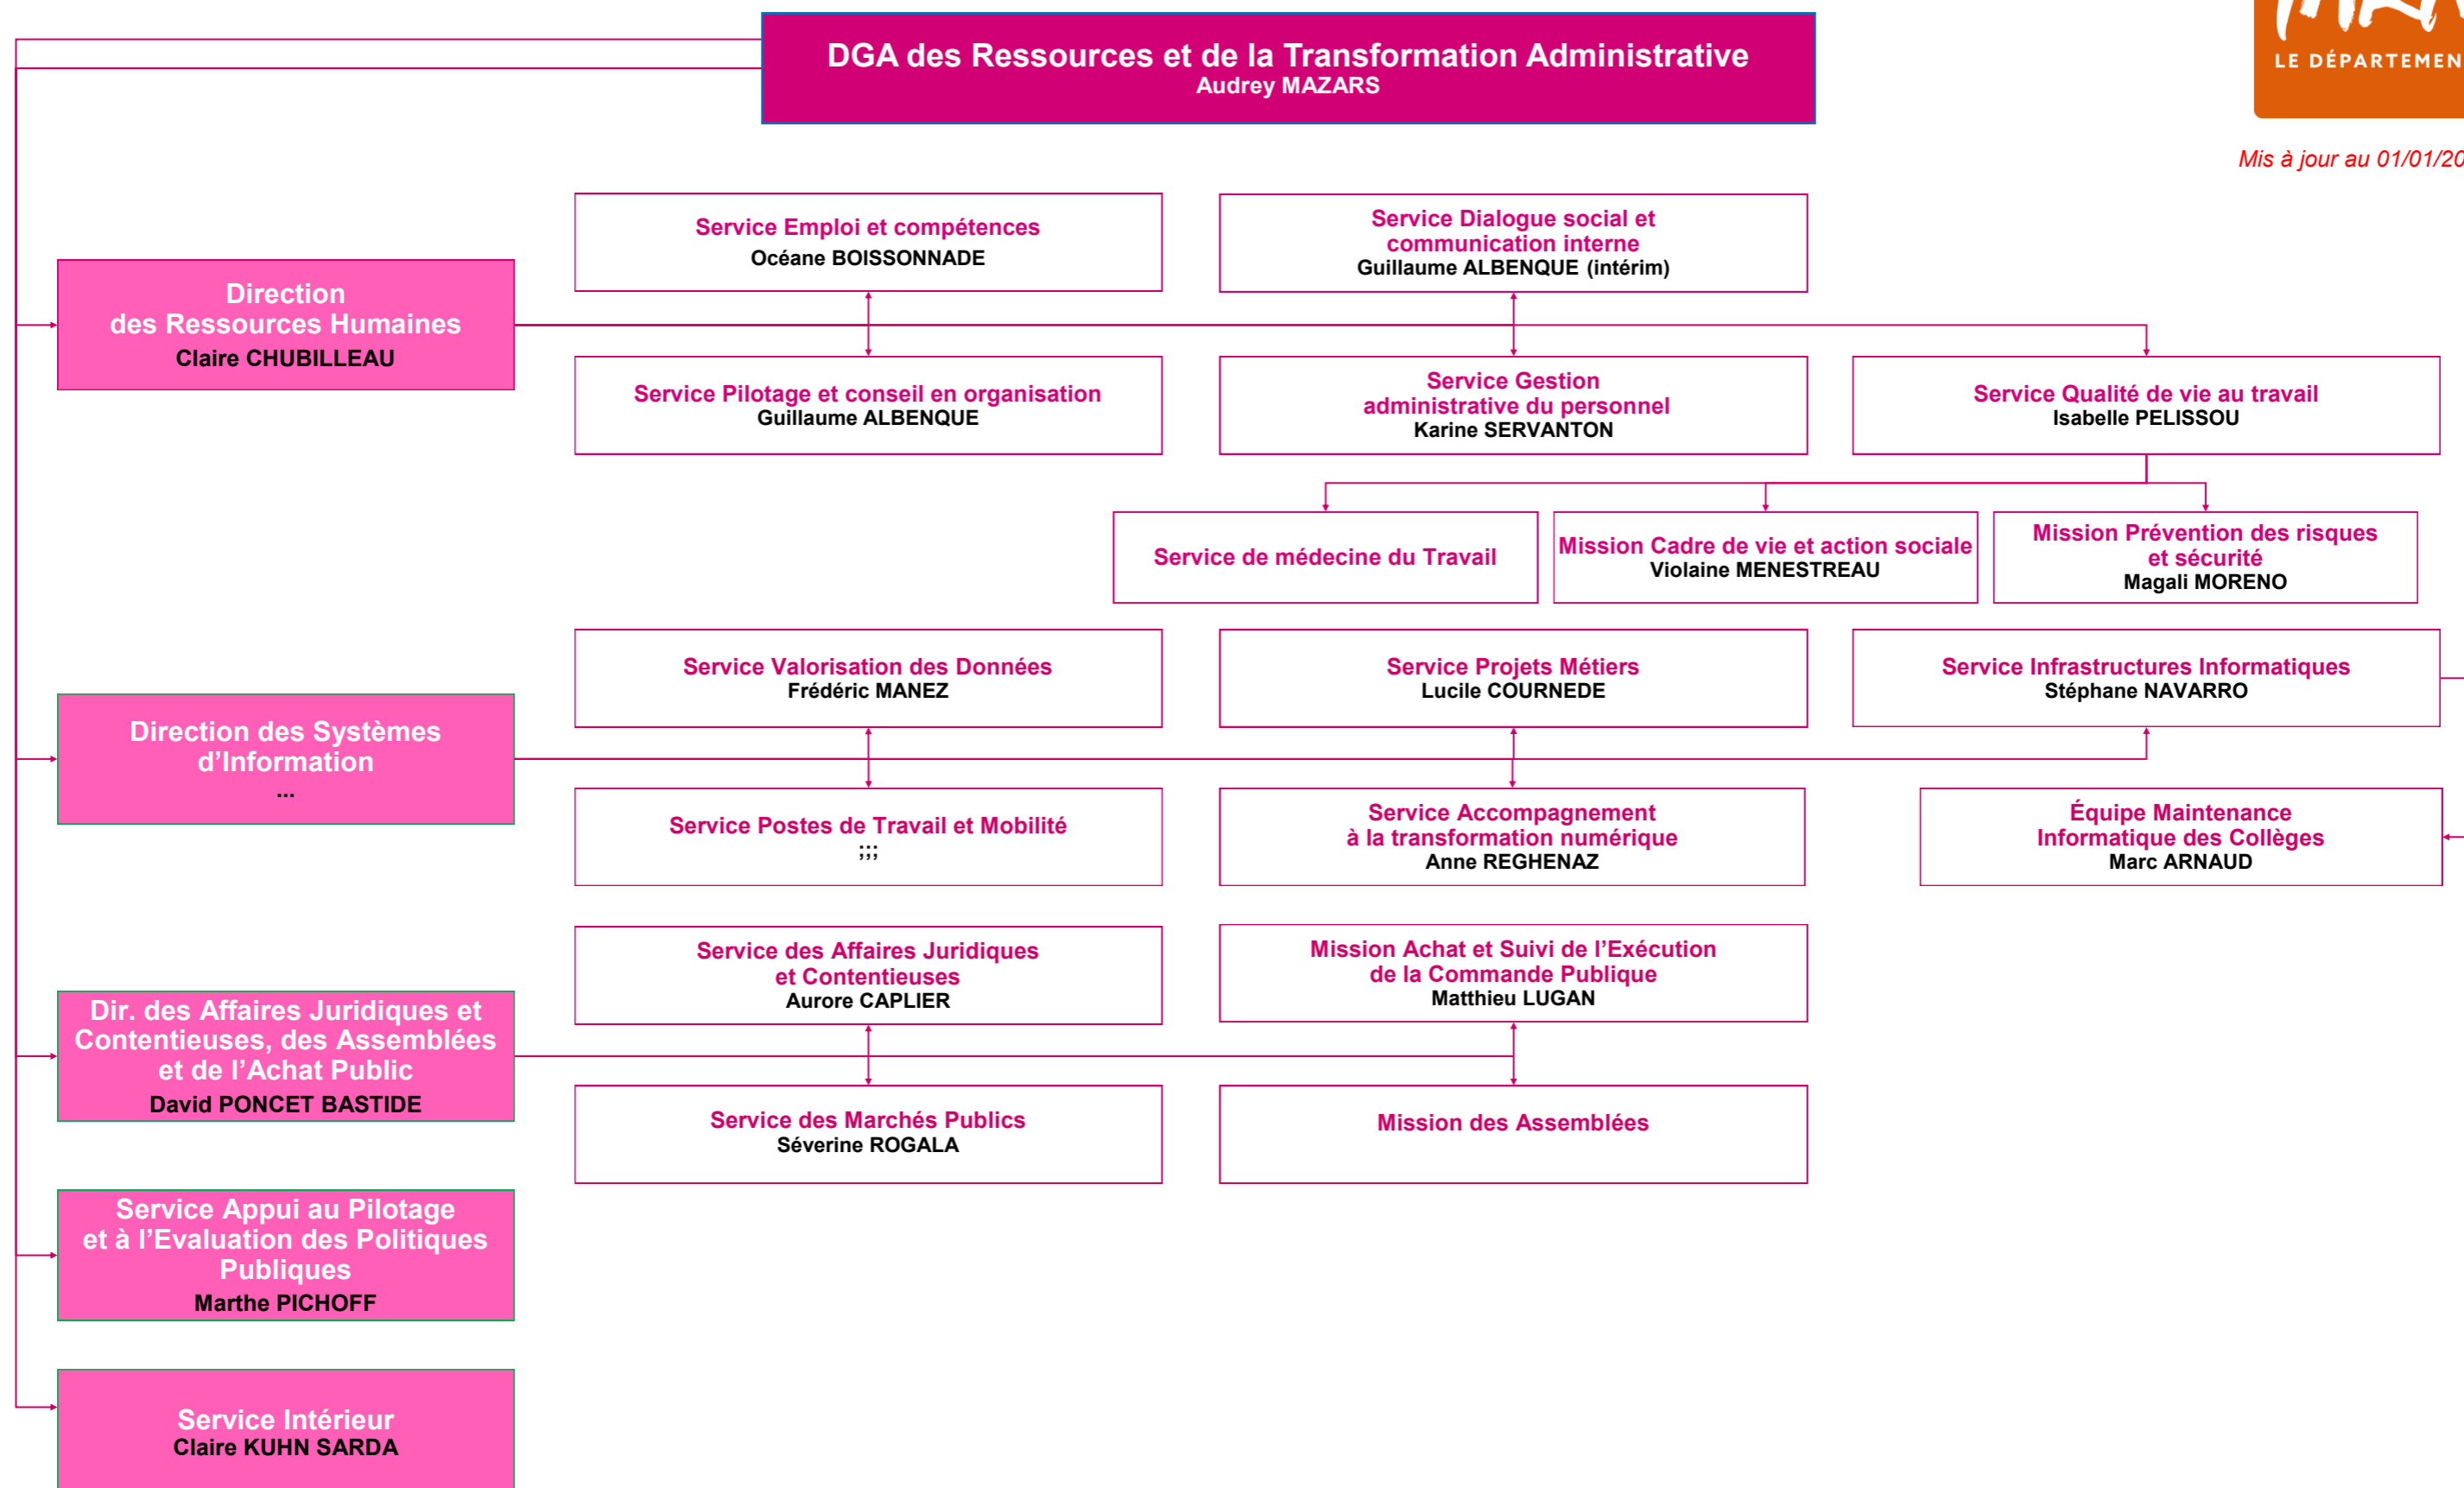 DGA des Ressources et de la Transformation Administrative
Audrey MAZARS
LE DÉPARTEMEN
Mis à jour au 01/01/20
Service Emploi et compétences
Océane BOISSONNADE
Service Dialogue social et
communication interne
Guillaume ALBENQUE (intérim)
Direction
des Ressources Humaines
Claire CHUBILLEAU
Service Pilotage et conseil en organisation
Guillaume ALBENQUE
Service Gestion
administrative du personnel
Karine SERVANTON
Service Qualité de vie au travail
Isabelle PELISSOU
Service de médecine du Travail
Mission Cadre de vie et action sociale
Violaine MENESTREAU
Mission Prévention des risques
et sécurité
Magali MORENO
Service Valorisation des Données
Frédéric MANEZ
Service Projets Métiers
Lucile COURNEDE
Service Infrastructures Informatiques
Stéphane NAVARRO
Direction des Systèmes
d’Information
...
Service Postes de Travail et Mobilité
;;;
Service Accompagnement
à la transformation numérique
Anne REGHENAZ
Équipe Maintenance
Informatique des Collèges
Marc ARNAUD
Service des Affaires Juridiques
et Contentieuses
Aurore CAPLIER
Mission Achat et Suivi de l’Exécution
de la Commande Publique
Matthieu LUGAN
Dir. des Affaires Juridiques et
Contentieuses, des Assemblées
et de l’Achat Public
David PONCET BASTIDE
Service des Marchés Publics
Séverine ROGALA
Mission des Assemblées
Service Appui au Pilotage
et à l’Evaluation des Politiques
Publiques
Marthe PICHOFF
Service Intérieur
Claire KUHN SARDA